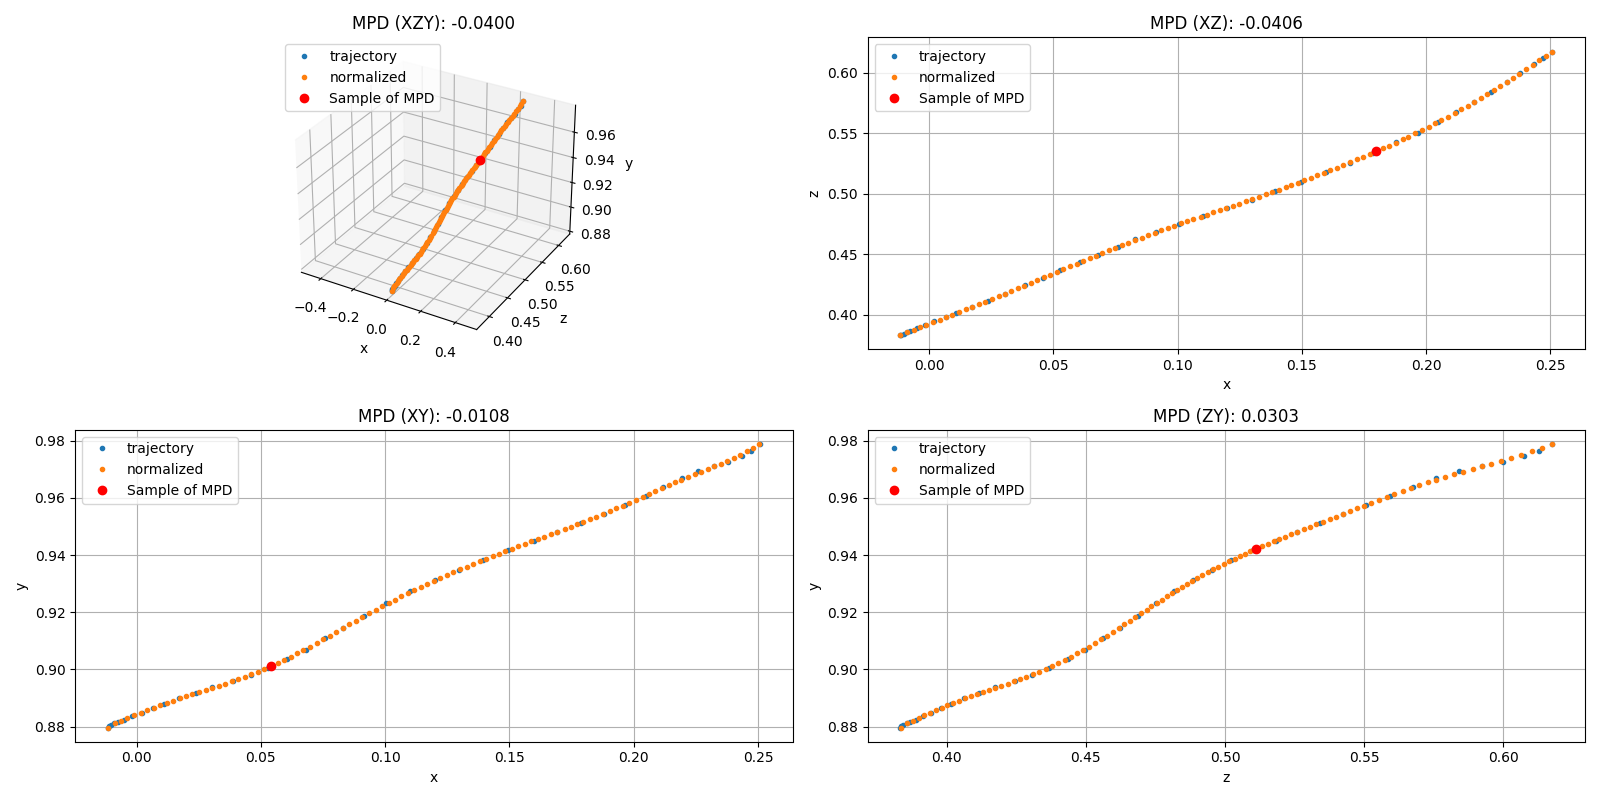 MPD (XZY): -0.0400
trajectory
normalized
Sample of MPD
0.96
0.94
0.92
0.90
0.88
y
0.60
0.55
0.50
0.45
0.40
z
−0.4
−0.2
0.0
0.2
0.4
x
MPD (XZ): -0.0406
trajectory
normalized
Sample of MPD
0.60
0.55
0.50
0.45
0.40
z
0.00 0.05 0.10 0.15 0.20 0.25
x
MPD (XY): -0.0108
trajectory
normalized
Sample of MPD
0.98
0.96
0.94
0.92
0.90
0.88
y
0.00 0.05 0.10 0.15 0.20 0.25
x
MPD (ZY): 0.0303
trajectory
normalized
Sample of MPD
0.98
0.96
0.94
0.92
0.90
0.88
y
0.40 0.45 0.50 0.55 0.60
z